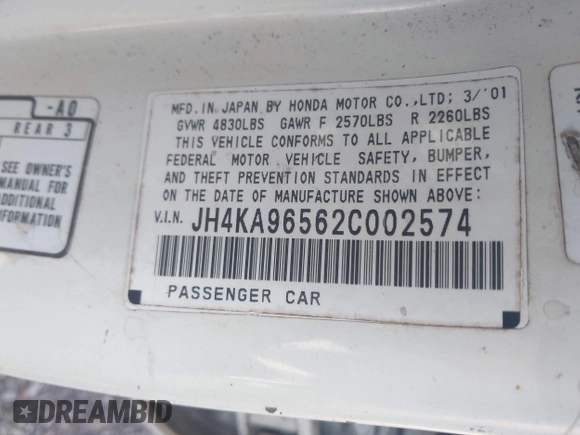 -A0
REAR 3
SEE OWNER'S
MANUAL FOR
ADDITIONAL
INFORMATION
MFD. IN JAPAN BY HONDA MOTOR CO.,LTD; 3/'01
GVWR 4830LBS GAWR F 2570LBS R 2260LBS
THIS VEHICLE CONFORMS TO ALL APPLICABLE
FEDERAL MOTOR VEHICLE SAFETY, BUMPER,
AND THEFT PREVENTION STANDARDS IN EFFECT
ON THE DATE OF MANUFACTURE SHOWN ABOVE:
V.I.N. JH4KA96562C002574
PASSENGER CAR
DREAMBID